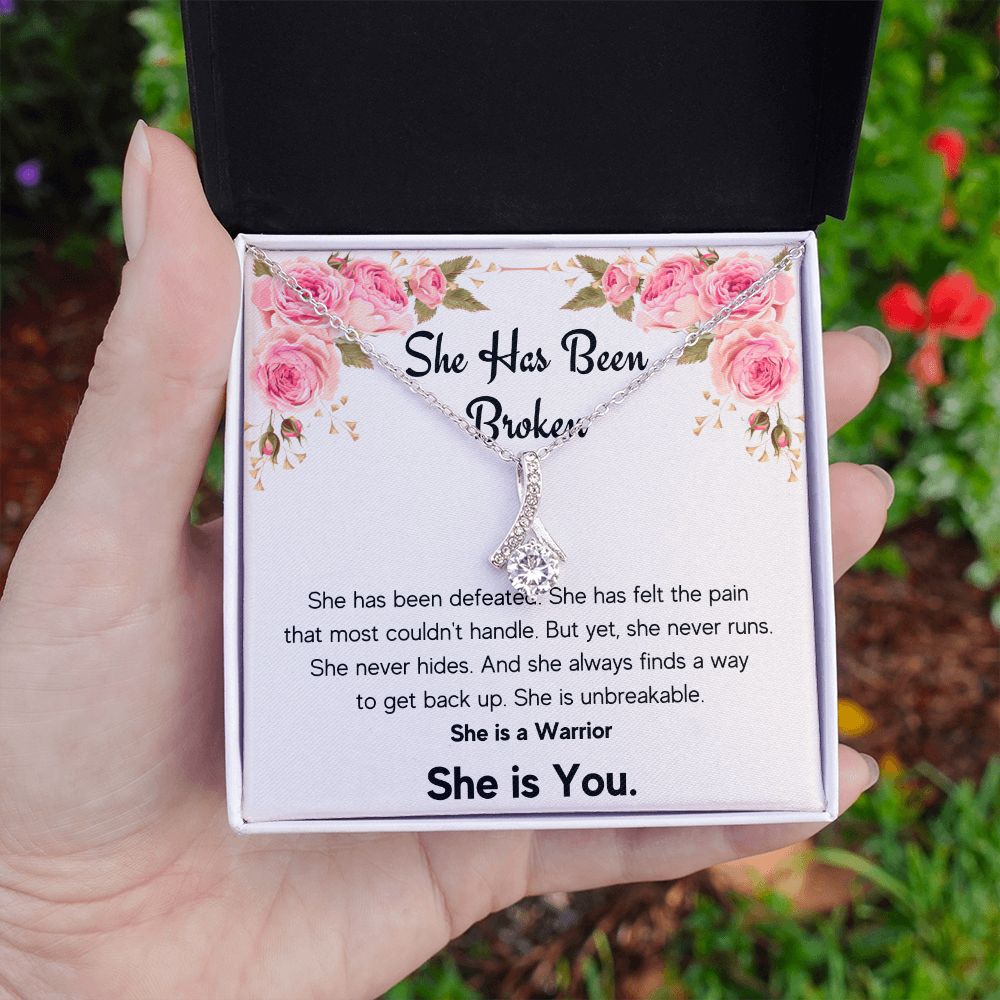 She Has Been
Broken
She has been defeated. She has felt the pain
that most couldn't handle. But yet, she never runs.
She never hides. And she always finds a way
to get back up. She is unbreakable.
She is a Warrior
She is You.